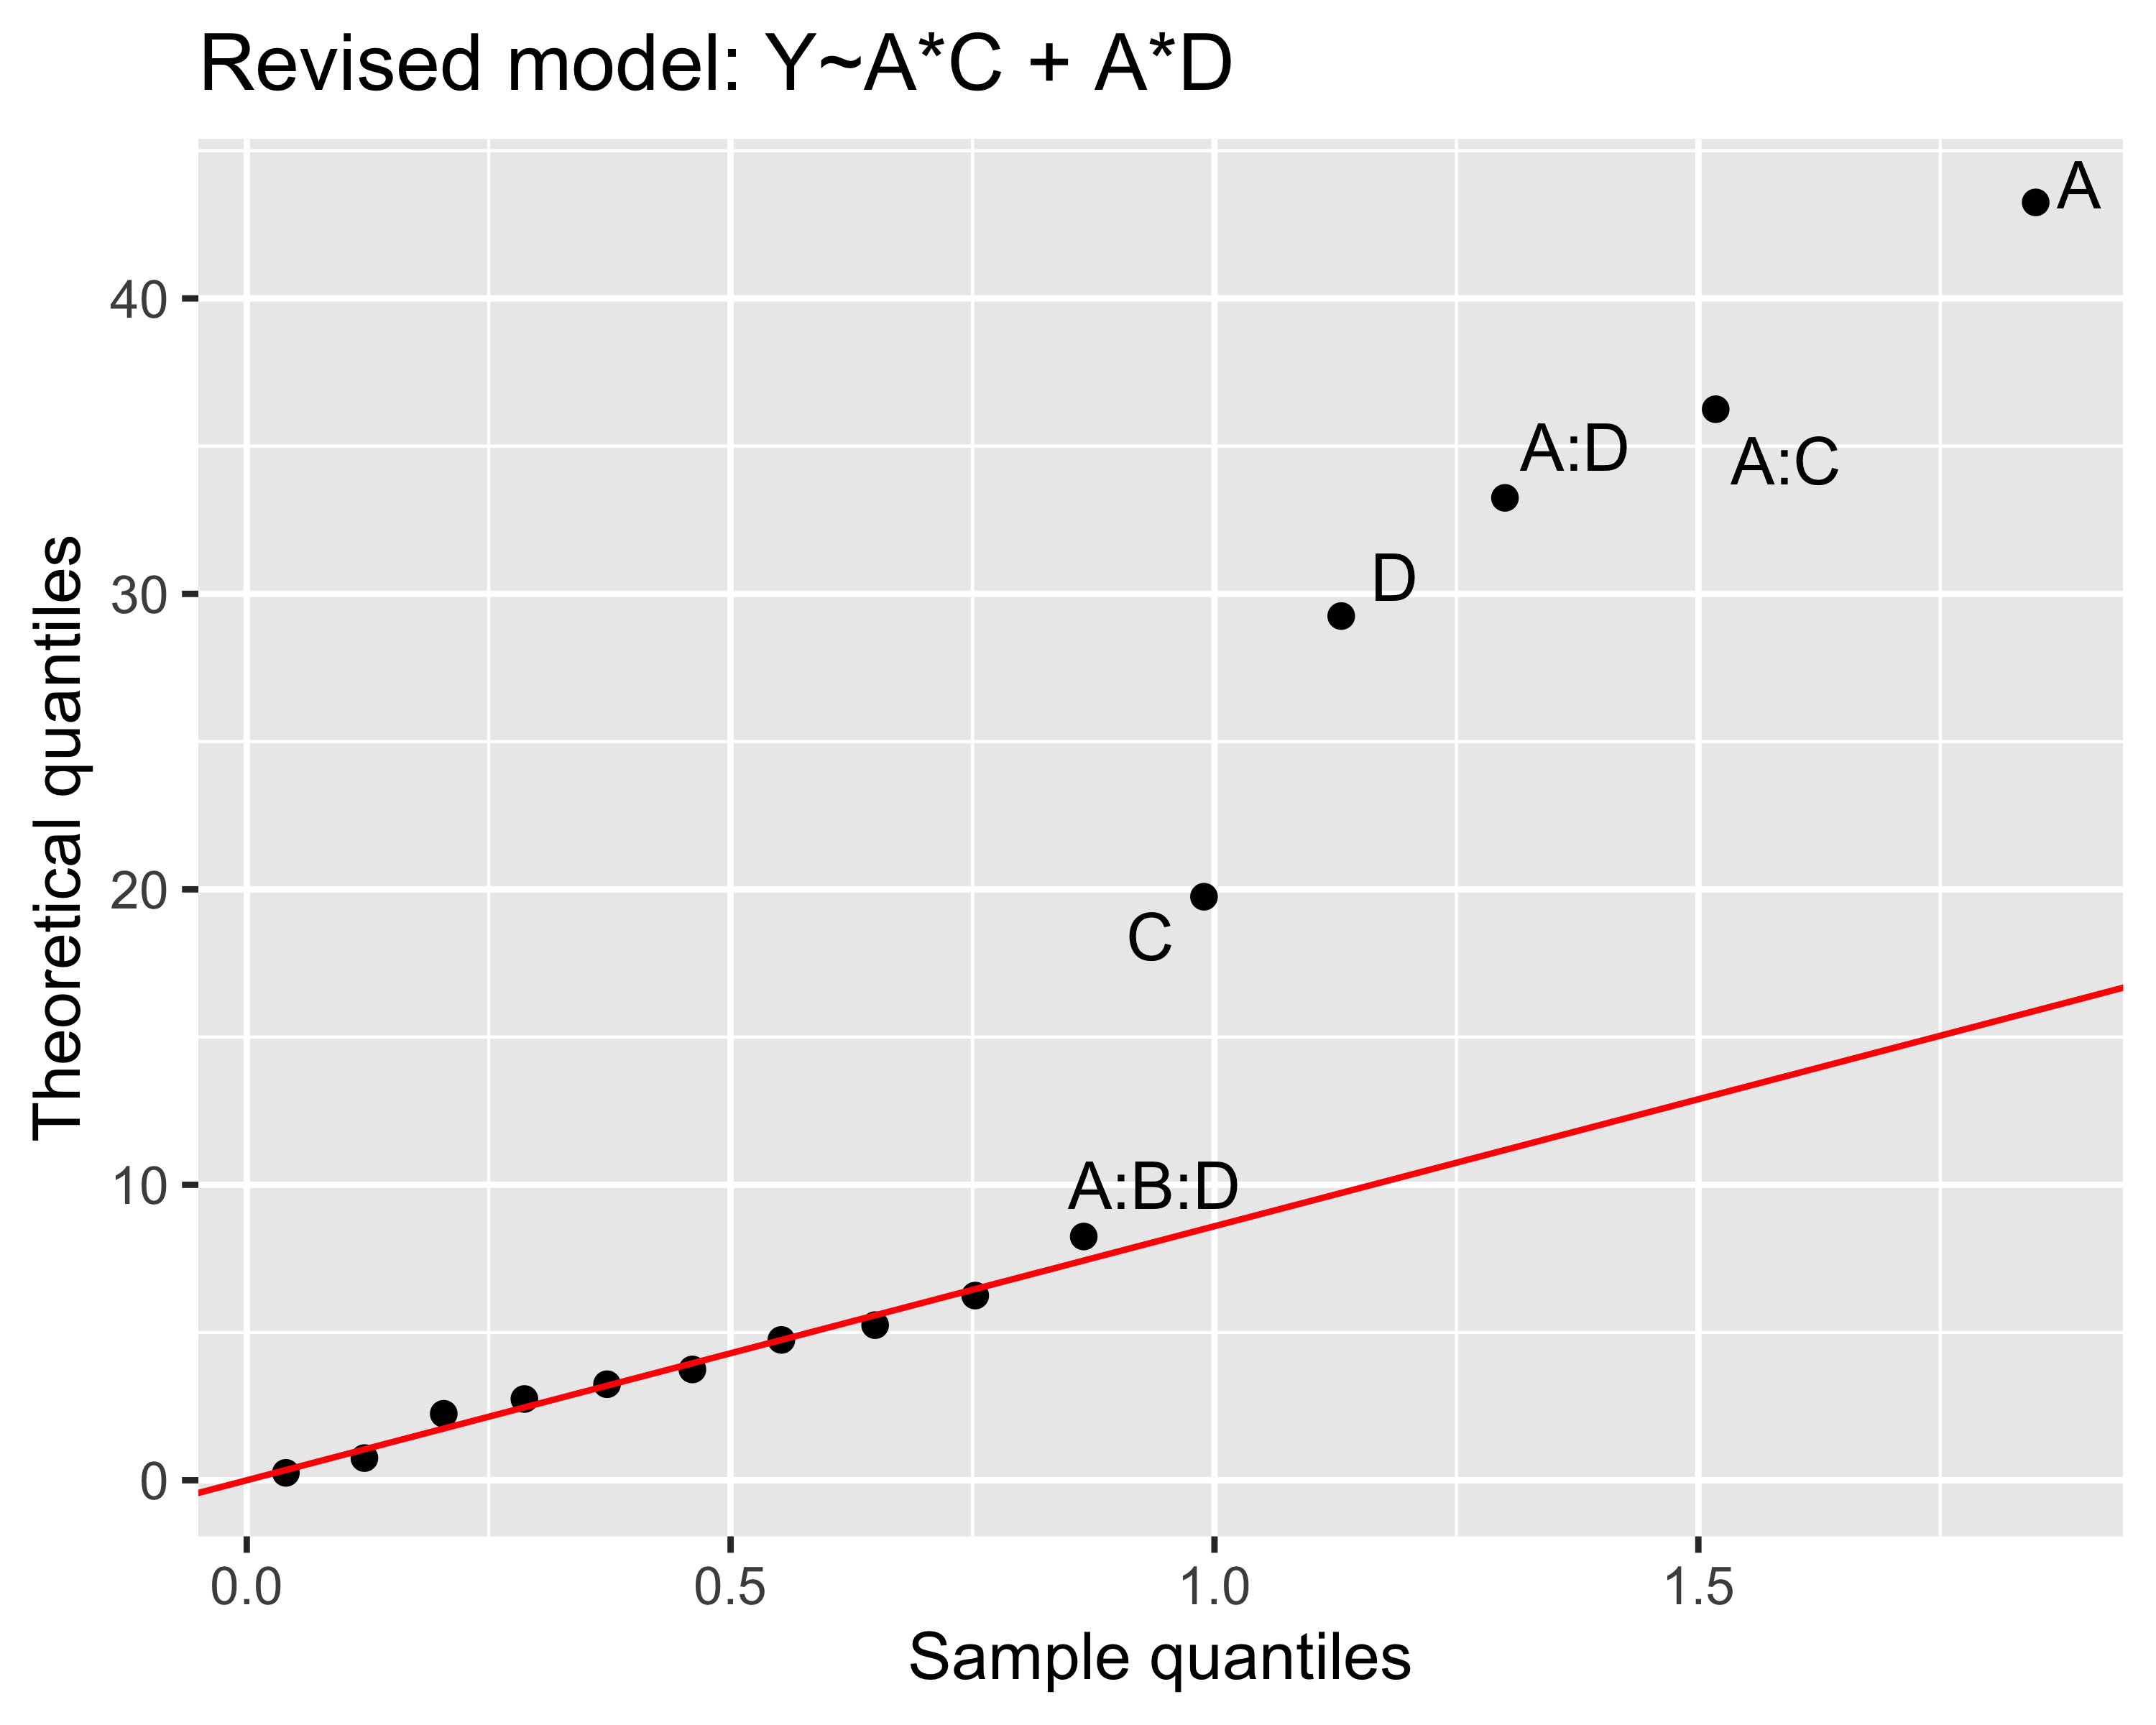 Revised model: Y~A*C + A*D
Theoretical quantiles
40
30
20
10
0
A
A:D
A:C
D
C
A:B:D
0.0
0.5
1.0
1.5
Sample quantiles